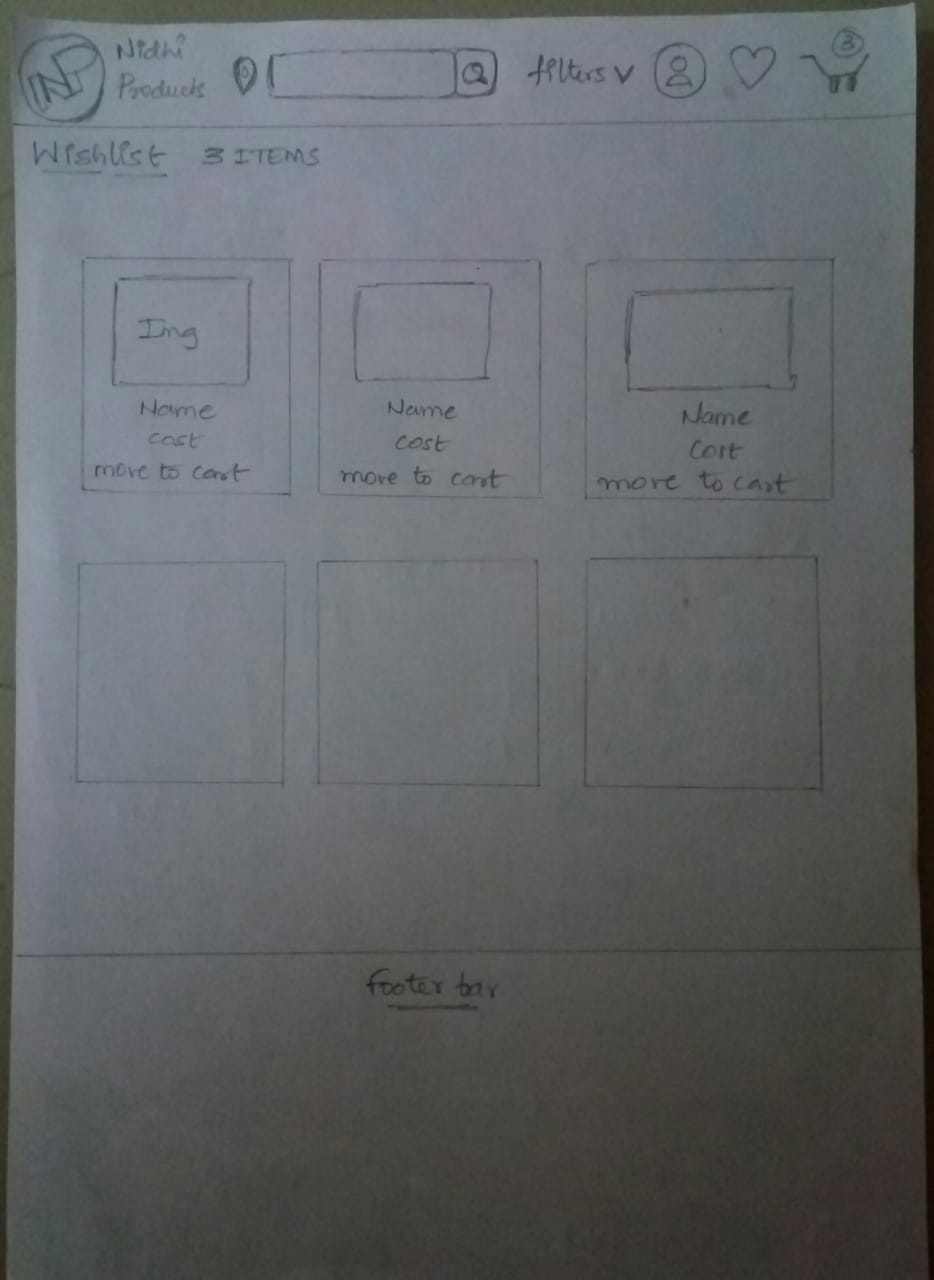 NP
Nidhi
Products
filters
3
Wishlist 3 ITEMS
Img
Name
cost
move to cart
Name
cost
move to cart
Name
cost
move to cart
footer bar